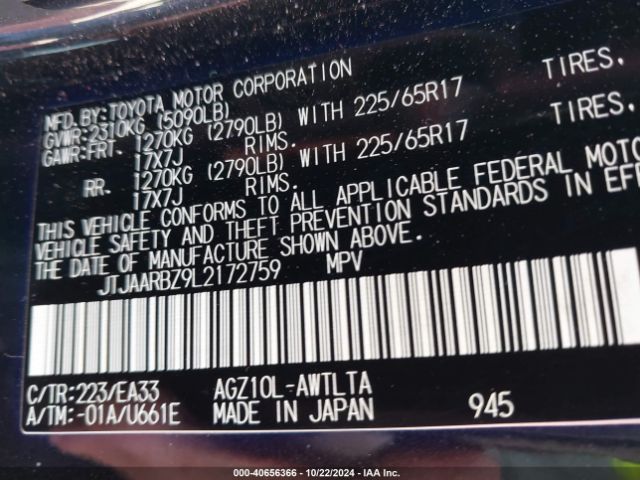 MFD. BY: TOYOTA MOTOR CORPORATION
GVWR: 2310KG (5090LB)
GAWR: FRT. 1270KG (2790LB) WITH 225/65R17 TIRES,
17X7J RIMS.
RR. 1270KG (2790LB) WITH 225/65R17 TIRES,
17X7J RIMS.
THIS VEHICLE CONFORMS TO ALL APPLICABLE FEDERAL MOTO
VEHICLE SAFETY AND THEFT PREVENTION STANDARDS IN EFF
THE DATE OF MANUFACTURE SHOWN ABOVE.
JTJAARBZ9L2172759 MPV
C/TR:223/EA33 AGZ10L-AWTLTA
A/TM:-01A/U661E MADE IN JAPAN 945
000-40656366 - 10/22/2024 - IAA Inc.